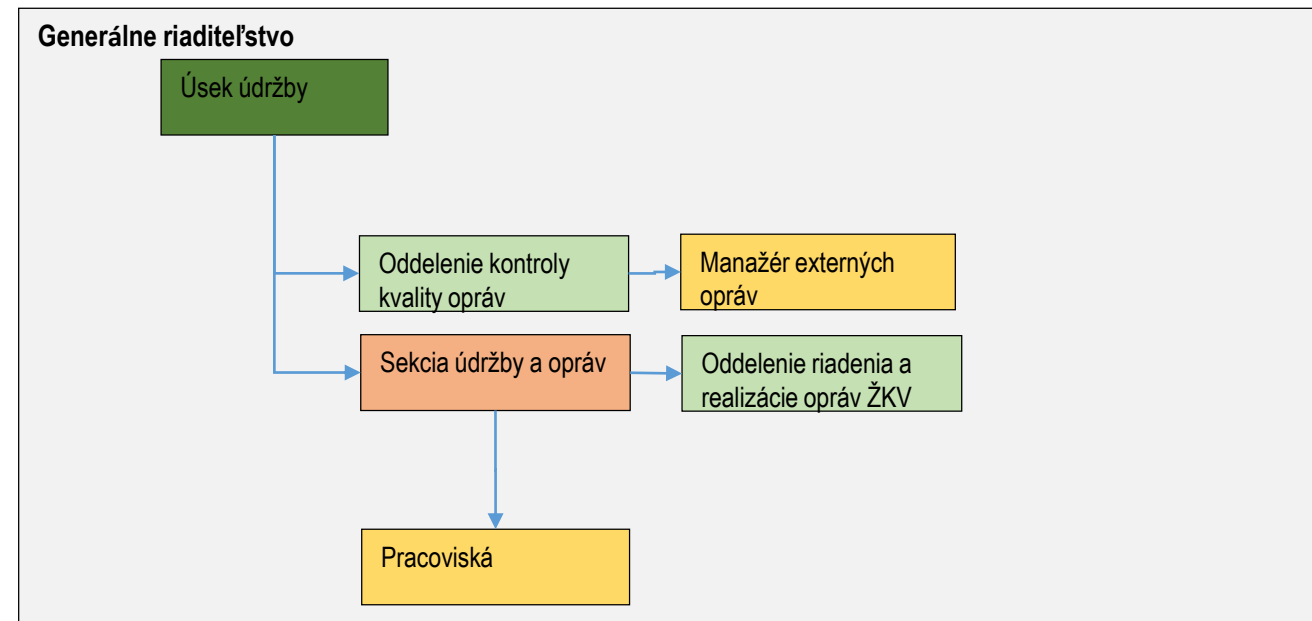 Generálne riaditeľstvo
Úsek údržby
Oddelenie kontroly
kvality opráv
Manažér externých
opráv
Sekcia údržby a opráv
Oddelenie riadenia a
realizácie opráv ŽKV
Pracoviská